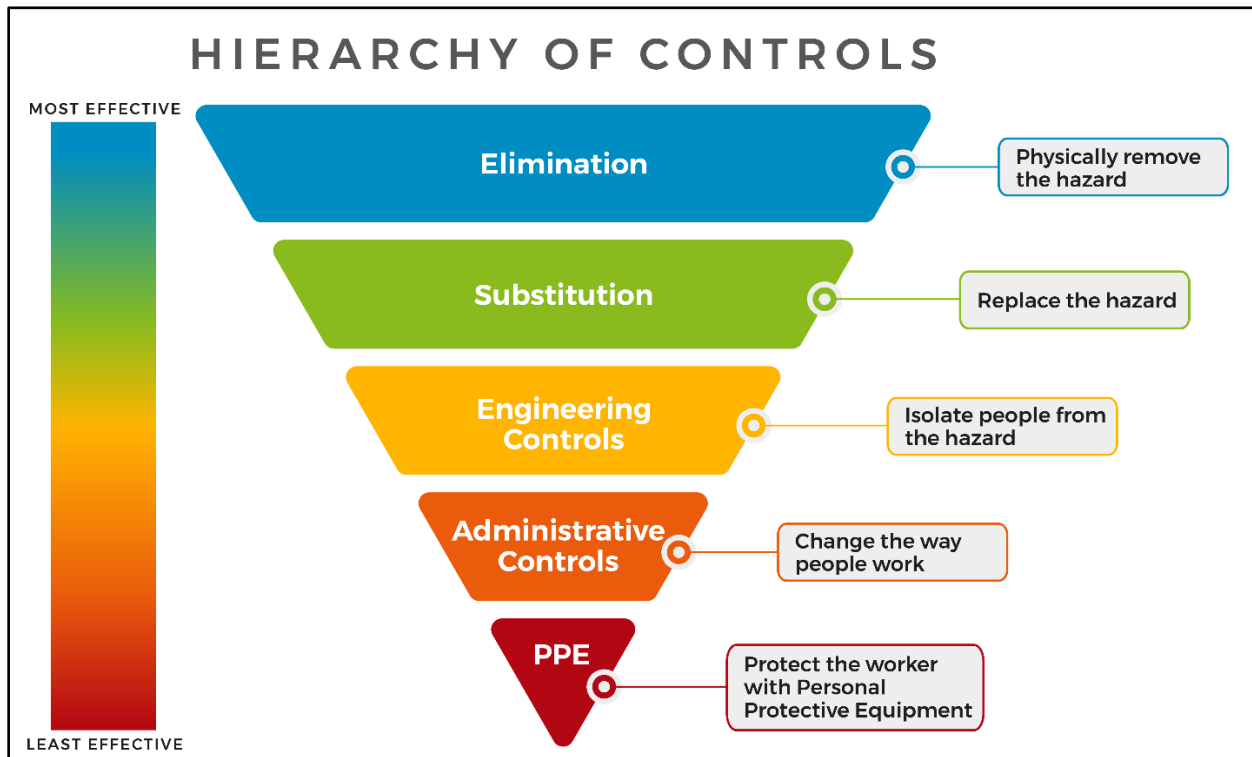 HIERARCHY OF CONTROLS
MOST EFFECTIVE
Elimination
Physically remove
the hazard
Substitution
Replace the hazard
Engineering
Controls
Isolate people from
the hazard
Administrative
Controls
Change the way
people work
PPE
Protect the worker
with Personal
Protective Equipment
LEAST EFFECTIVE